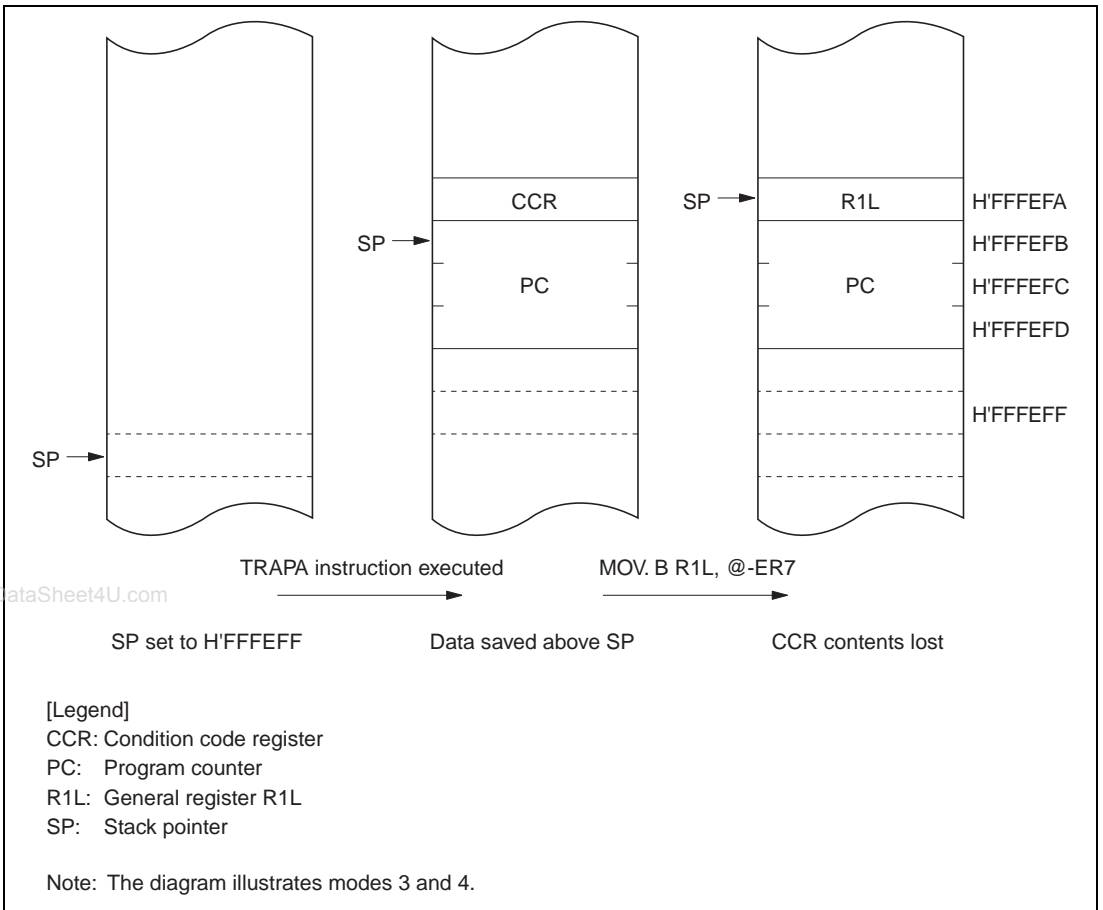 CCR
SP
R1L
H'FFFEFA
SP
H'FFFEFB
PC
PC
H'FFFEFC
H'FFFEFD
H'FFFEFF
SP
TRAPA instruction executed
MOV. B R1L, @-ER7
ataSheet4U.com
SP set to H'FFFEFF
Data saved above SP
CCR contents lost
[Legend]
CCR: Condition code register
PC: Program counter
R1L: General register R1L
SP: Stack pointer
Note: The diagram illustrates modes 3 and 4.